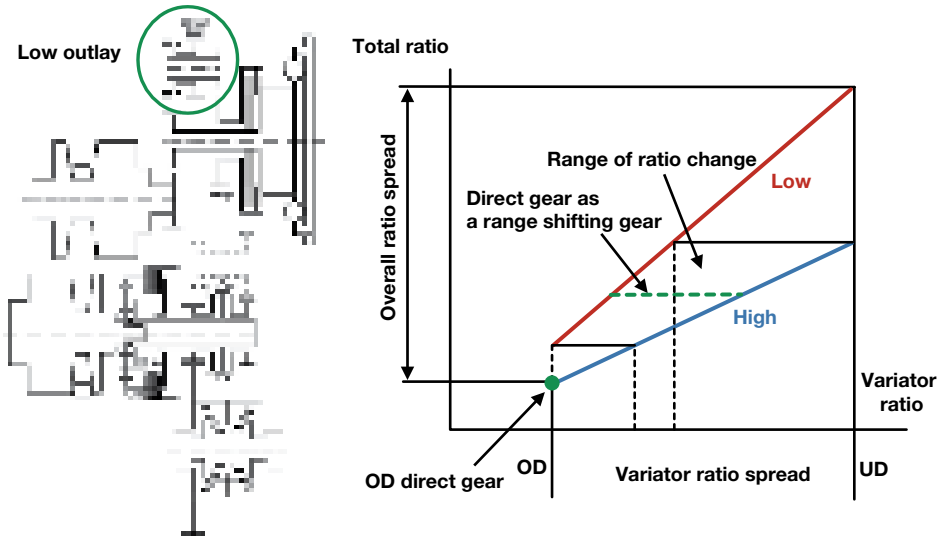 Low outlay
Total ratio
Overall ratio spread
Range of ratio change
Low
Direct gear as
a range shifting gear
High
Variator
ratio
OD direct gear
OD
Variator ratio spread
UD